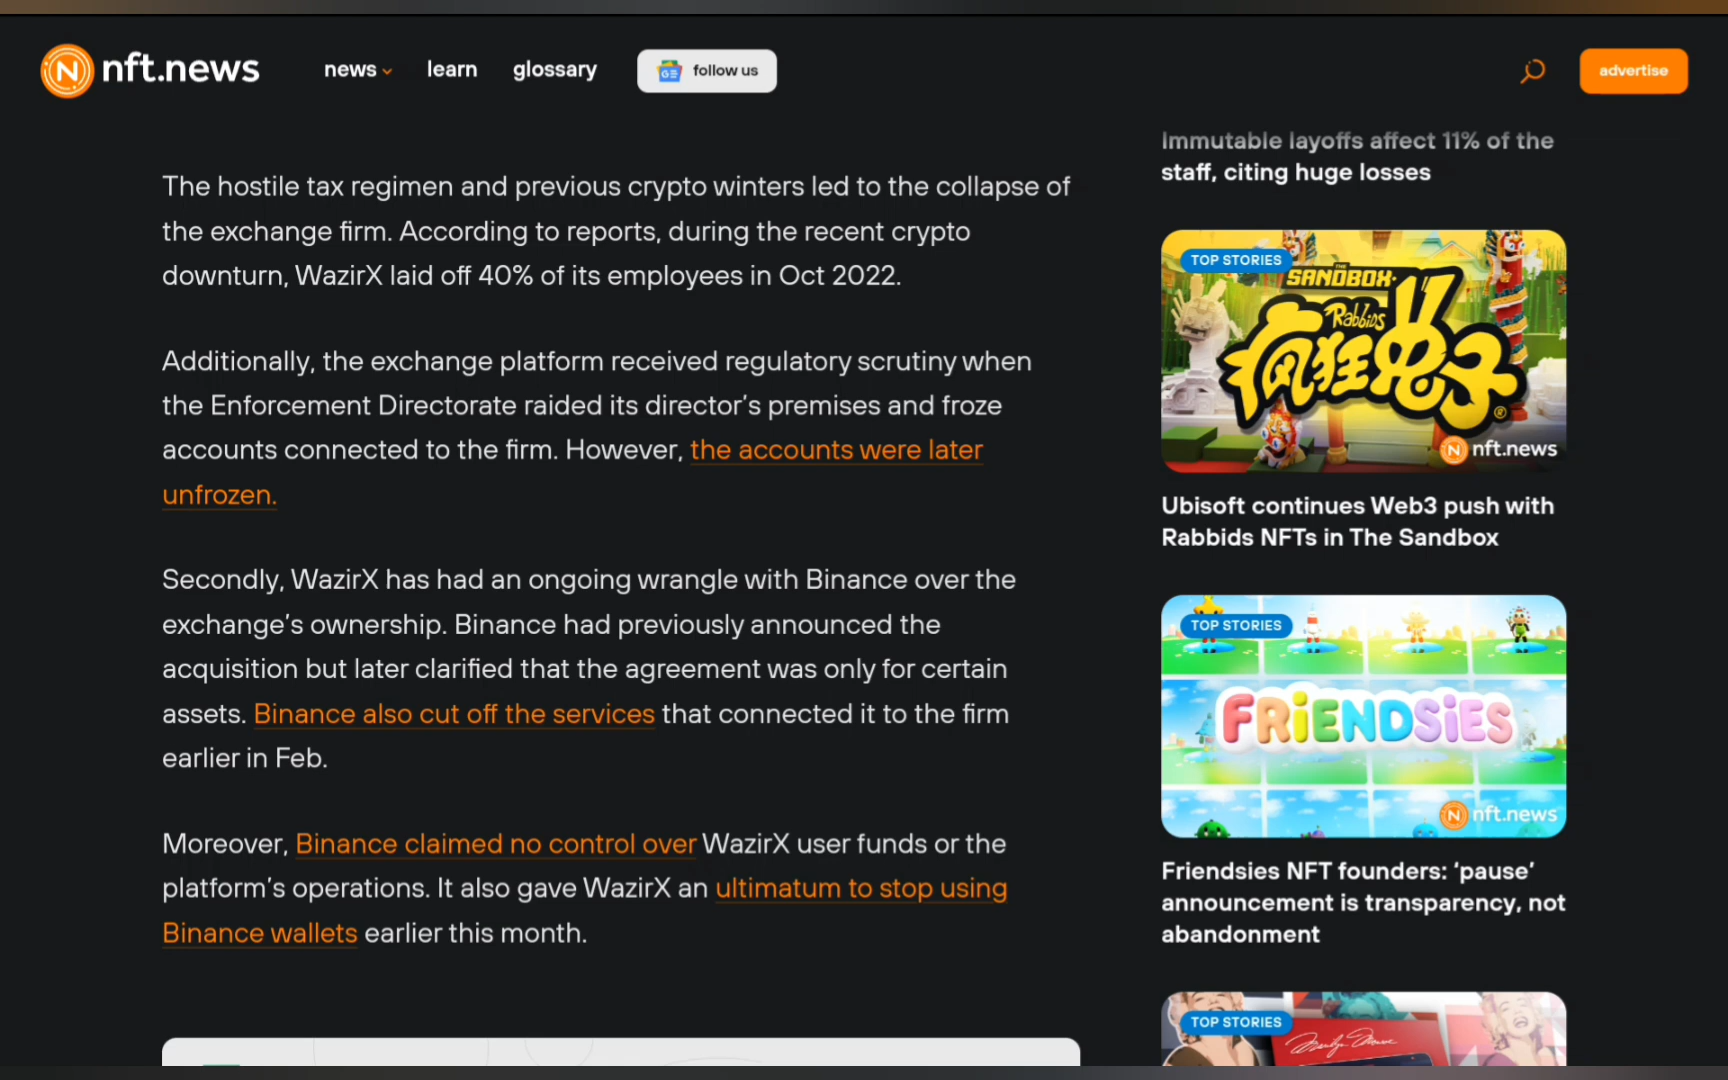 nft.news
news
learn
glossary
follow us
advertise
The hostile tax regimen and previous crypto winters led to the collapse of
the exchange firm. According to reports, during the recent crypto
downturn, WazirX laid off 40% of its employees in Oct 2022.
Additionally, the exchange platform received regulatory scrutiny when
the Enforcement Directorate raided its director’s premises and froze
accounts connected to the firm. However, the accounts were later
unfrozen.
Secondly, WazirX has had an ongoing wrangle with Binance over the
exchange’s ownership. Binance had previously announced the
acquisition but later clarified that the agreement was only for certain
assets. Binance also cut off the services that connected it to the firm
earlier in Feb.
Moreover, Binance claimed no control over WazirX user funds or the
platform’s operations. It also gave WazirX an ultimatum to stop using
Binance wallets earlier this month.
Immutable layoffs affect 11% of the
staff, citing huge losses
TOP STORIES
THE
SANDBOX
Rabbids
疯狂兔子
®
nft.news
Ubisoft continues Web3 push with
Rabbids NFTs in The Sandbox
TOP STORIES
FRiENDSiES
nft.news
Friendsies NFT founders: ‘pause’
announcement is transparency, not
abandonment
TOP STORIES
Marilyn Monroe